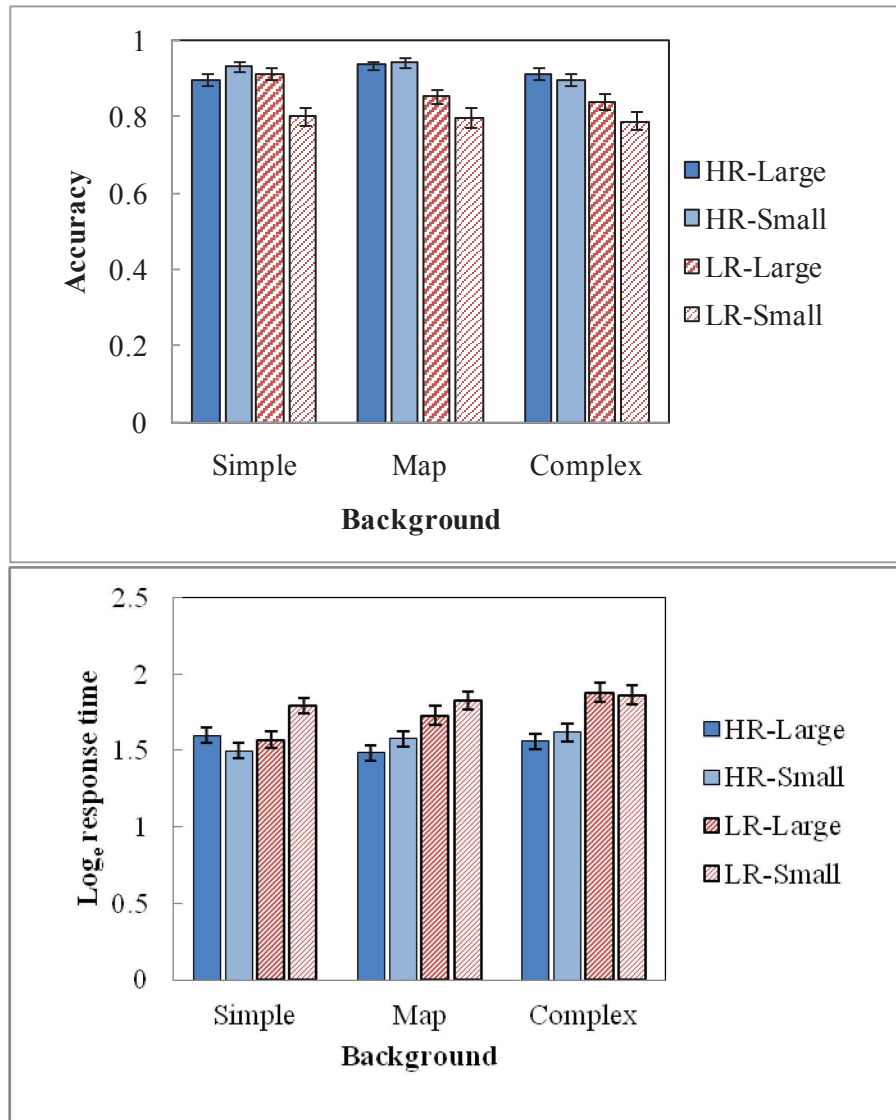 1
0.8
0.6
0.4
0.2
0
Accuracy
Simple Map Complex
Background
HR-Large
HR-Small
LR-Large
LR-Small
2.5
2
1.5
1
0.5
0
Logₑ response time
Simple Map Complex
Background
HR-Large
HR-Small
LR-Large
LR-Small